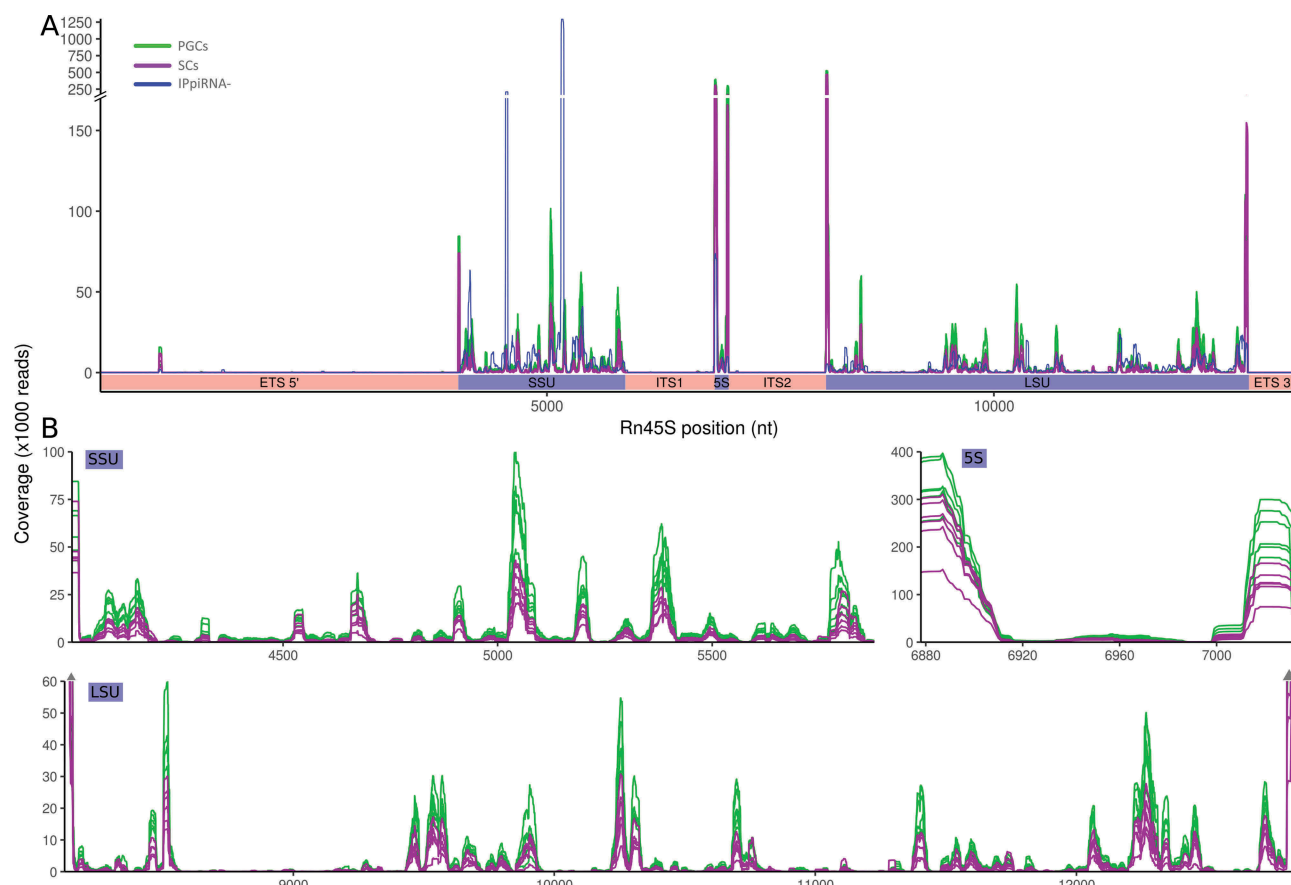 A
1250
1000
750
500
250
150
100
50
0
PGCs
SCs
IPpiRNA-
ETS 5' SSU ITS1 5S ITS2 LSU ETS 3
5000 10000
Rn45S position (nt)
Coverage (x1000 reads)
B
SSU
100
75
50
25
0
4500 5000 5500
5S
400
300
200
100
0
6880 6920 6960 7000
LSU
60
50
40
30
20
10
0
9000 10000 11000 12000